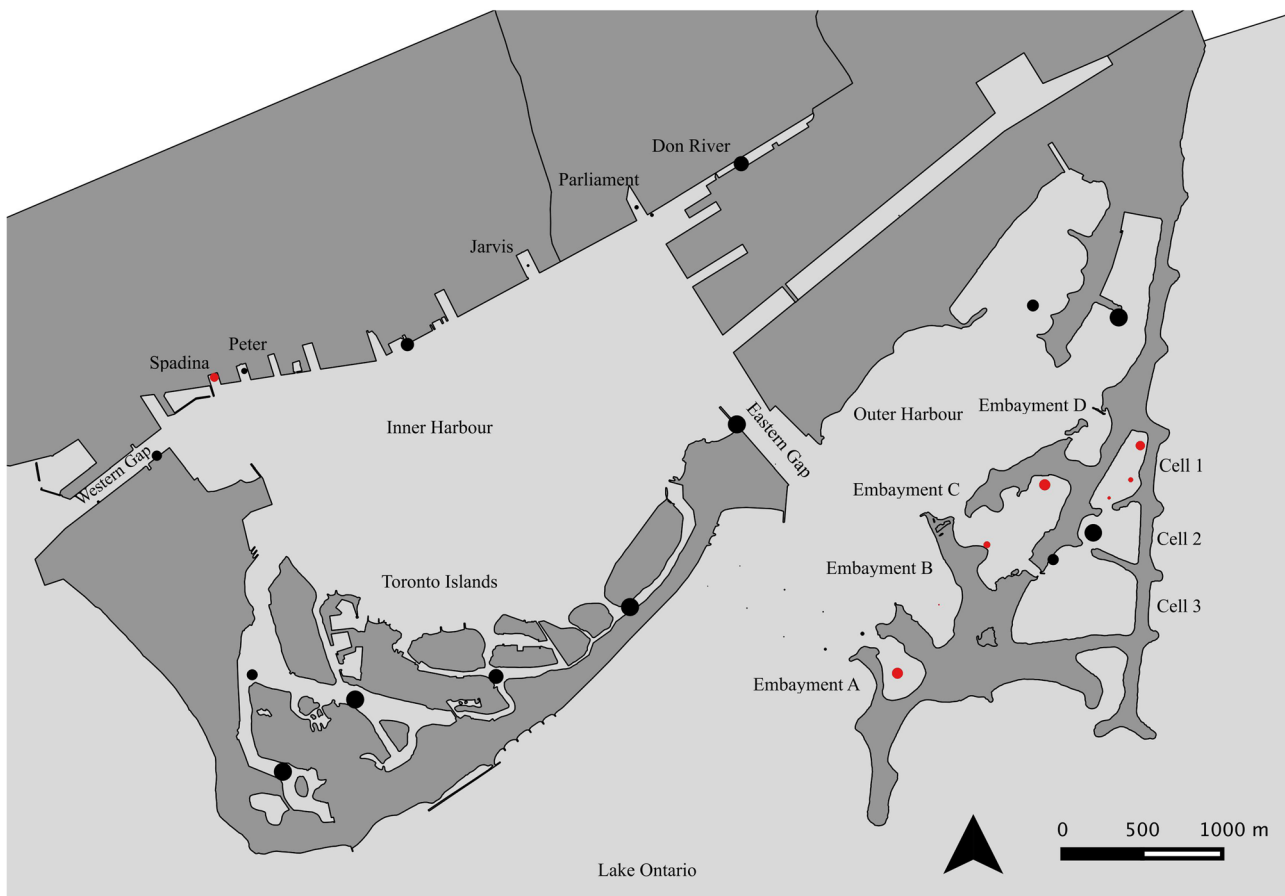 Don River
Parliament
Jarvis
Peter
Spadina
Inner Harbour
Western Gap
Eastern Gap
Outer Harbour
Embayment D
Cell 1
Embayment C
Cell 2
Embayment B
Toronto Islands
Cell 3
Embayment A
0 500 1000 m
Lake Ontario